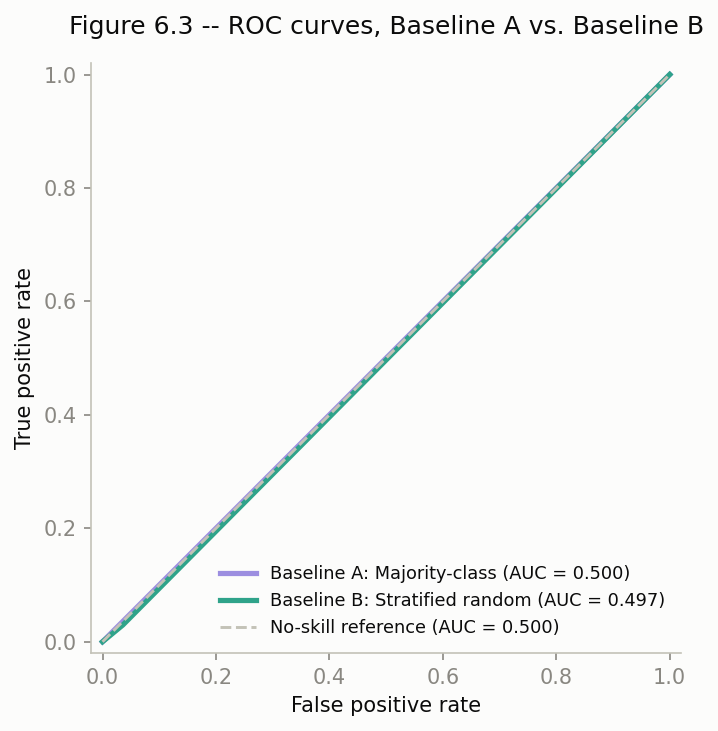 Figure 6.3 -- ROC curves, Baseline A vs. Baseline B
True positive rate
1.0
0.8
0.6
0.4
0.2
0.0
Baseline A: Majority-class (AUC = 0.500)
Baseline B: Stratified random (AUC = 0.497)
No-skill reference (AUC = 0.500)
0.0 0.2 0.4 0.6 0.8 1.0
False positive rate